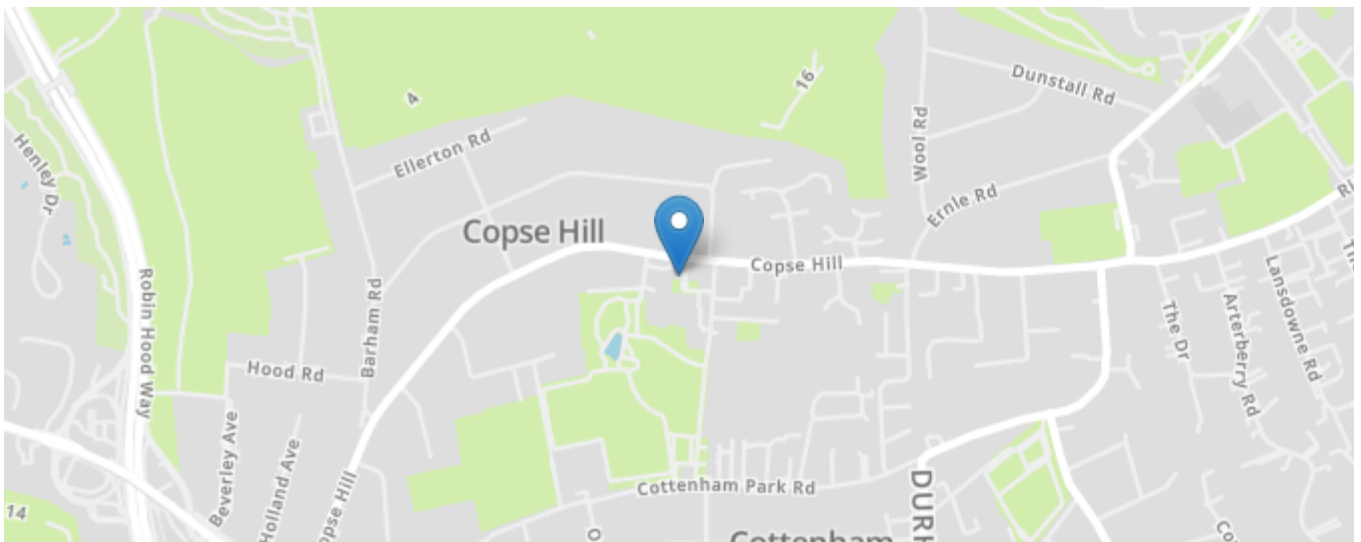 Dunstall Rd
16
4
Wool Rd
Ellerton Rd
Henley Dr
Ernle Rd
Copse Hill
Copse Hill
Robin Hood Way
Barham Rd
Lansdowne Rd
Arterberry Rd
The Dr
Hood Rd
Beverley Ave
Holland Ave
opse Hill
Cottenham Park Rd
14
DURH
Cottenham